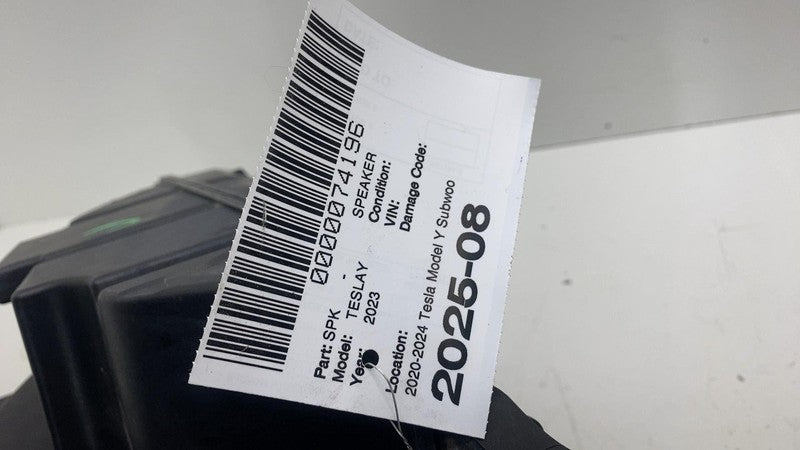 0000074196
Part: SPK - SPEAKER
Model: TESLAY Condition:
Year: 2023 VIN:
Damage Code:
Location:
2020-2024 Tesla Model Y Subwoo
2025-08